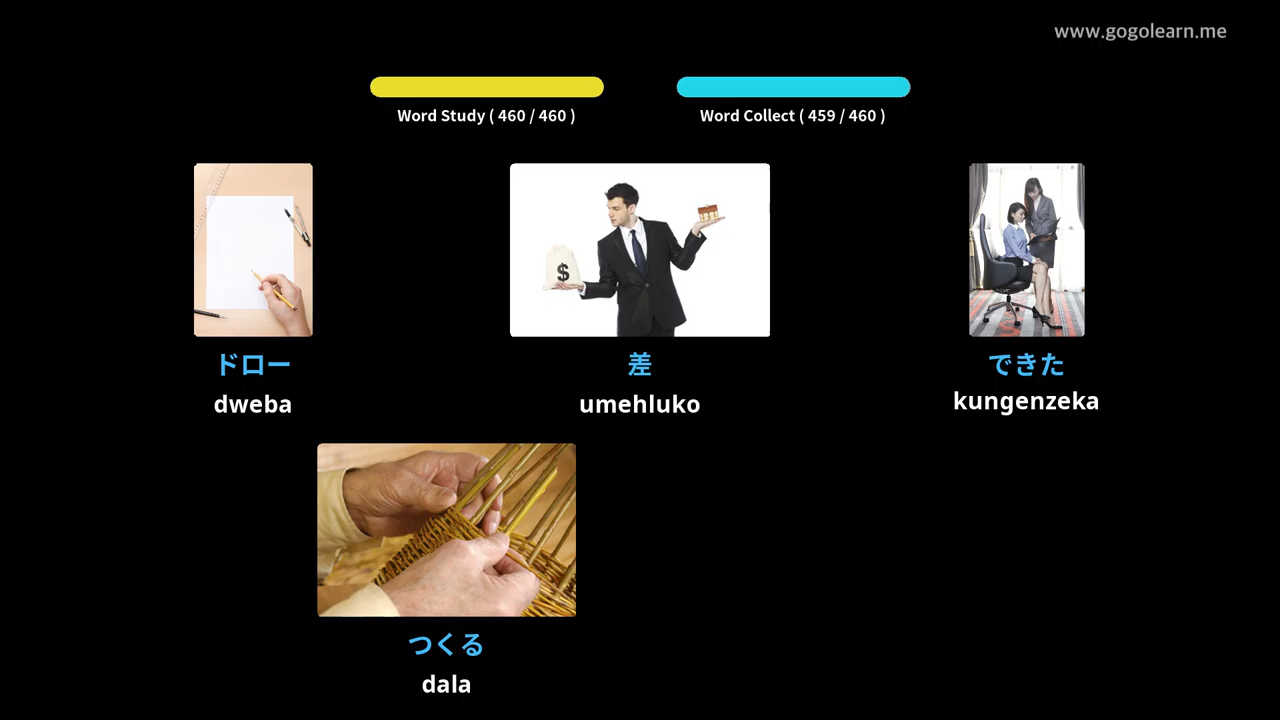 www.gogolearn.me
Word Study ( 460 / 460 )
Word Collect ( 459 / 460 )
ドロー
dweba
差
umehluko
できた
kungenzeka
$
つくる
dala